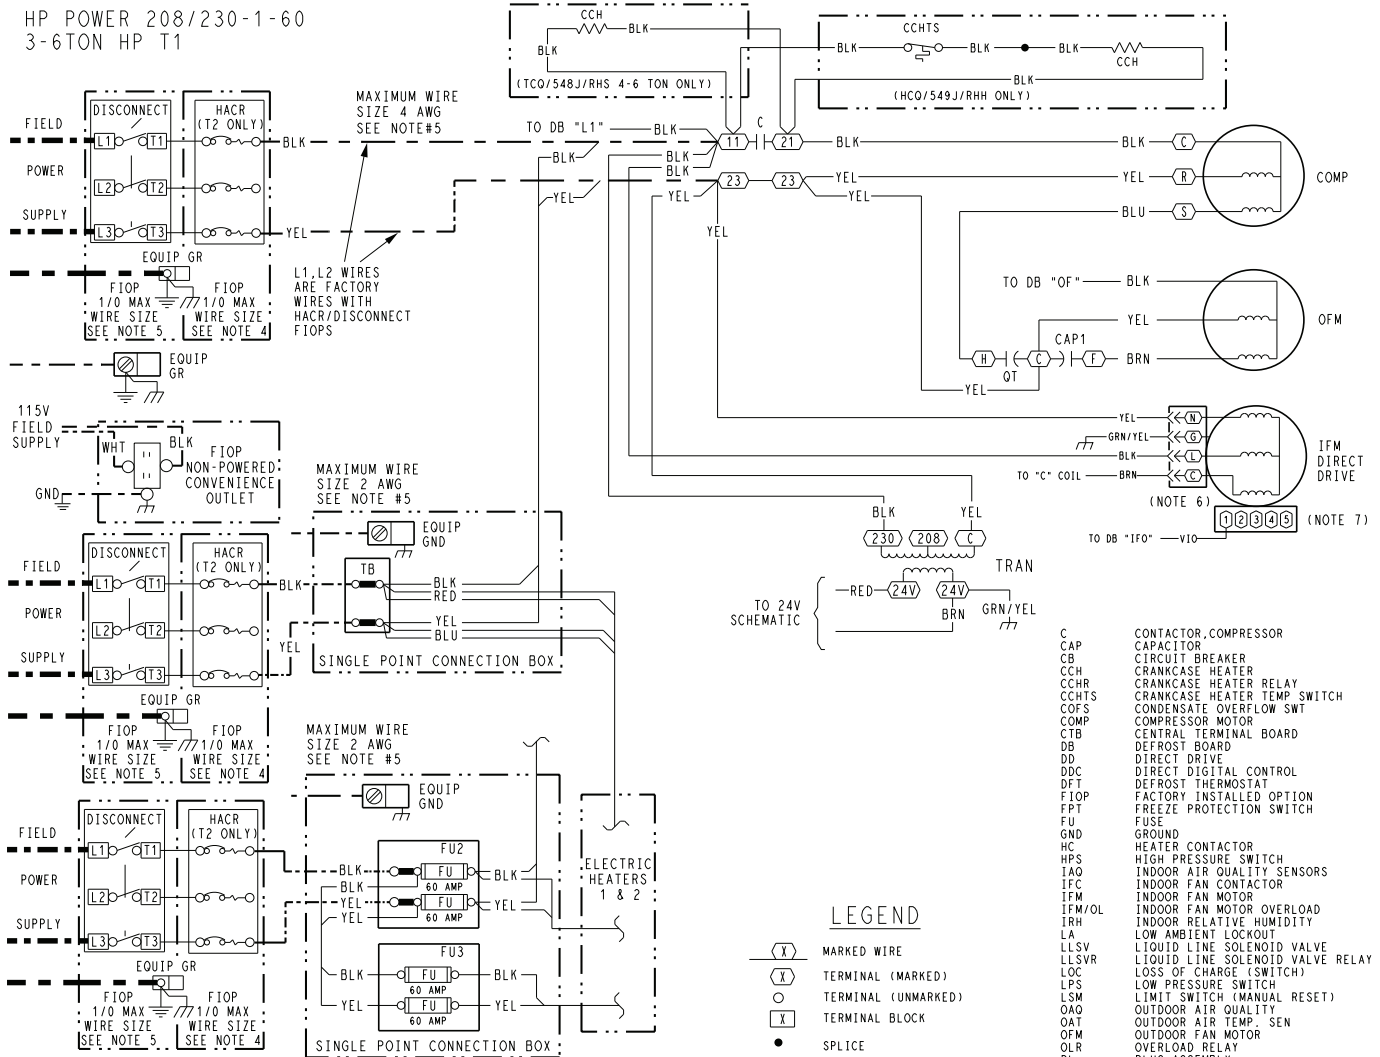 HP POWER 208/230-1-60
3-6TON HP T1
CCH
BLK
BLK
(TCQ/548J/RHS 4-6 TON ONLY)
CCHTS
BLK
BLK
BLK
CCH
BLK
(HCQ/549J/RHH ONLY)
FIELD
POWER
SUPPLY
DISCONNECT
L1 T1
L2 T2
L3 T3
HACR
(T2 ONLY)
BLK
YEL
EQUIP GR
FIOP
1/0 MAX
WIRE SIZE
SEE NOTE 5
FIOP
1/0 MAX
WIRE SIZE
SEE NOTE 4
MAXIMUM WIRE
SIZE 4 AWG
SEE NOTE#5
L1,L2 WIRES
ARE FACTORY
WIRES WITH
HACR/DISCONNECT
FIOPS
TO DB "L1"
BLK
BLK
BLK
BLK
YEL
YEL
YEL
11
C
21
23
23
BLK
YEL
YEL
BLK
C
YEL
R
BLU
S
COMP
TO DB "OF"
BLK
YEL
CAP1
H
QT
C
F
BRN
YEL
OFM
YEL
N
GRN/YEL
G
BLK
L
TO "C" COIL
BRN
C
IFM
DIRECT
DRIVE
(NOTE 6)
1 2 3 4 5
(NOTE 7)
TO DB "IFO"
VIO
BLK
YEL
230
208
C
TRAN
RED
24V
24V
BRN
GRN/YEL
TO 24V
SCHEMATIC
EQUIP
GR
115V
FIELD
SUPPLY
WHT
BLK
GND
FIOP
NON-POWERED
CONVENIENCE
OUTLET
MAXIMUM WIRE
SIZE 2 AWG
SEE NOTE #5
EQUIP
GND
TB
BLK
RED
YEL
BLU
SINGLE POINT CONNECTION BOX
FIELD
POWER
SUPPLY
DISCONNECT
L1 T1
L2 T2
L3 T3
HACR
(T2 ONLY)
BLK
YEL
EQUIP GR
FIOP
1/0 MAX
WIRE SIZE
SEE NOTE 5
FIOP
1/0 MAX
WIRE SIZE
SEE NOTE 4
MAXIMUM WIRE
SIZE 2 AWG
SEE NOTE #5
EQUIP
GND
FIELD
POWER
SUPPLY
DISCONNECT
L1 T1
L2 T2
L3 T3
HACR
(T2 ONLY)
EQUIP GR
FIOP
1/0 MAX
WIRE SIZE
SEE NOTE 5
FIOP
1/0 MAX
WIRE SIZE
SEE NOTE 4
BLK
BLK
YEL
YEL
FU2
FU
60 AMP
FU
60 AMP
BLK
YEL
FU3
BLK
FU
60 AMP
BLK
YEL
FU
60 AMP
YEL
SINGLE POINT CONNECTION BOX
ELECTRIC
HEATERS
1 & 2
LEGEND
X MARKED WIRE
X TERMINAL (MARKED)
TERMINAL (UNMARKED)
X TERMINAL BLOCK
SPLICE
C CONTACTOR,COMPRESSOR
CAP CAPACITOR
CB CIRCUIT BREAKER
CCH CRANKCASE HEATER
CCHR CRANKCASE HEATER RELAY
CCHTS CRANKCASE HEATER TEMP SWITCH
COFS CONDENSATE OVERFLOW SWT
COMP COMPRESSOR MOTOR
CTB CENTRAL TERMINAL BOARD
DB DEFROST BOARD
DD DIRECT DRIVE
DDC DIRECT DIGITAL CONTROL
DFT DEFROST THERMOSTAT
FIOP FACTORY INSTALLED OPTION
FPT FREEZE PROTECTION SWITCH
FU FUSE
GND GROUND
HC HEATER CONTACTOR
HPS HIGH PRESSURE SWITCH
IAQ INDOOR AIR QUALITY SENSORS
IFC INDOOR FAN CONTACTOR
IFM INDOOR FAN MOTOR
IFM/OL INDOOR FAN MOTOR OVERLOAD
IRH INDOOR RELATIVE HUMIDITY
LA LOW AMBIENT LOCKOUT
LLSV LIQUID LINE SOLENOID VALVE
LLSVR LIQUID LINE SOLENOID VALVE RELAY
LOC LOSS OF CHARGE (SWITCH)
LPS LOW PRESSURE SWITCH
LSM LIMIT SWITCH (MANUAL RESET)
OAQ OUTDOOR AIR QUALITY
OAT OUTDOOR AIR TEMP. SEN
OFM OUTDOOR FAN MOTOR
OLR OVERLOAD RELAY